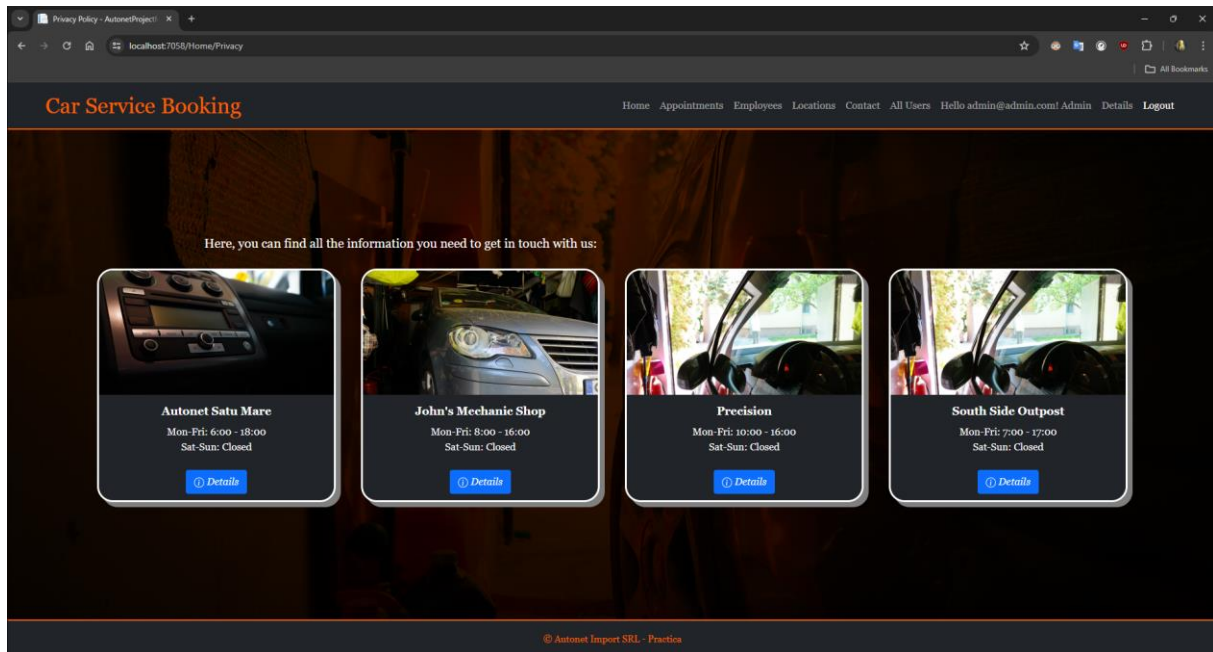 Privacy Policy - AutonetProject
localhost:7058/Home/Privacy
All Bookmarks
Car Service Booking
Home Appointments Employees Locations Contact All Users Hello admin@admin.com! Admin Details Logout
Here, you can find all the information you need to get in touch with us:
Autonet Satu Mare
Mon-Fri: 6:00 - 18:00
Sat-Sun: Closed
Details
John's Mechanic Shop
Mon-Fri: 8:00 - 16:00
Sat-Sun: Closed
Details
Precision
Mon-Fri: 10:00 - 16:00
Sat-Sun: Closed
Details
South Side Outpost
Mon-Fri: 7:00 - 17:00
Sat-Sun: Closed
Details
© Autonet Import SRL - Practica